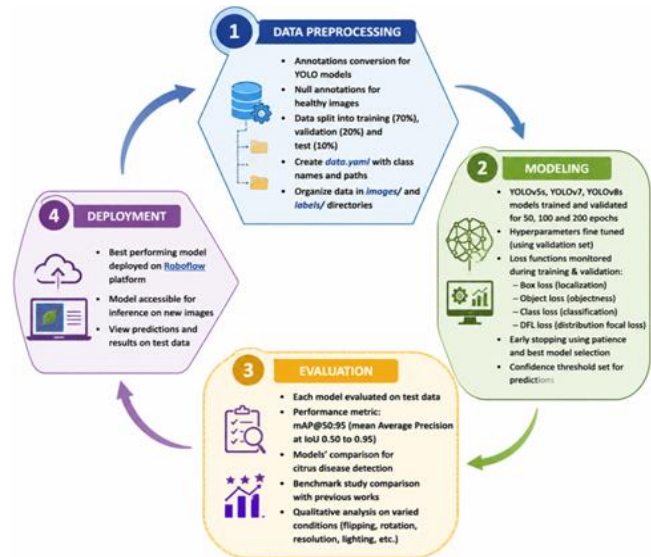 1 DATA PREPROCESSING
• Annotations conversion for
YOLO models
• Null annotations for
healthy images
• Data split into training (70%),
validation (20%) and
test (10%)
• Create data.yaml with class
names and paths
• Organize data in images/ and
labels/ directories
2 MODELING
• YOLOv5s, YOLOv7, YOLOv8s
models trained and validated
for 50, 100 and 200 epochs
• Hyperparameters fine tuned
(using validation set)
• Loss functions monitored
during training & validation:
– Box loss (localization)
– Object loss (objectness)
– Class loss (classification)
– DFL loss (distribution focal loss)
• Early stopping using patience
and best model selection
• Confidence threshold set for
predictions
3 EVALUATION
• Each model evaluated on test data
• Performance metric:
mAP@50:95 (mean Average Precision
at IoU 0.50 to 0.95)
• Models' comparison for
citrus disease detection
• Benchmark study comparison
with previous works
• Qualitative analysis on varied
conditions (flipping, rotation,
resolution, lighting, etc.)
4 DEPLOYMENT
• Best performing model
deployed on Roboflow
platform
• Model accessible for
inference on new images
• View predictions and
results on test data